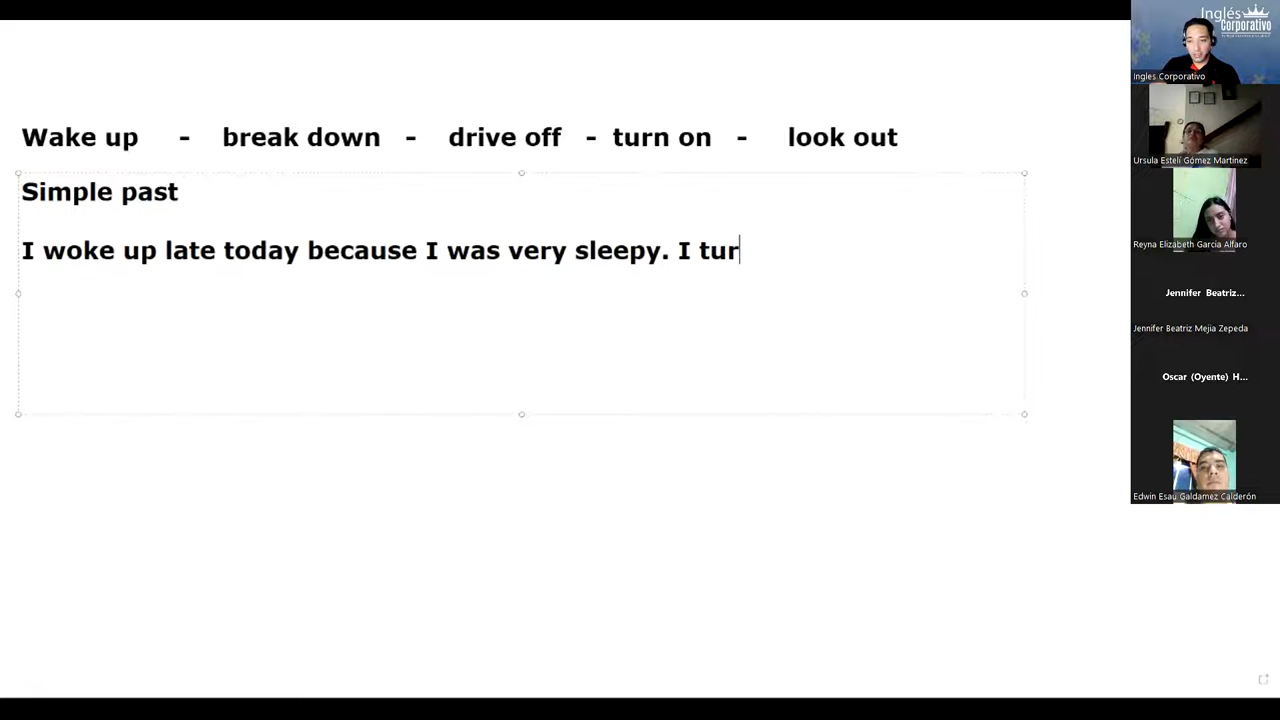 Inglés
Corporativo
Ingles Corporativo
Wake up - break down - drive off - turn on - look out
Simple past
I woke up late today because I was very sleepy. I tur
Ursula Estelí Gómez Martinez
Reyna Elizabeth Garcia Alfaro
Jennifer Beatriz...
Jennifer Beatriz Mejia Zepeda
Oscar (Oyente) H...
Edwin Esau Galdamez Calderón